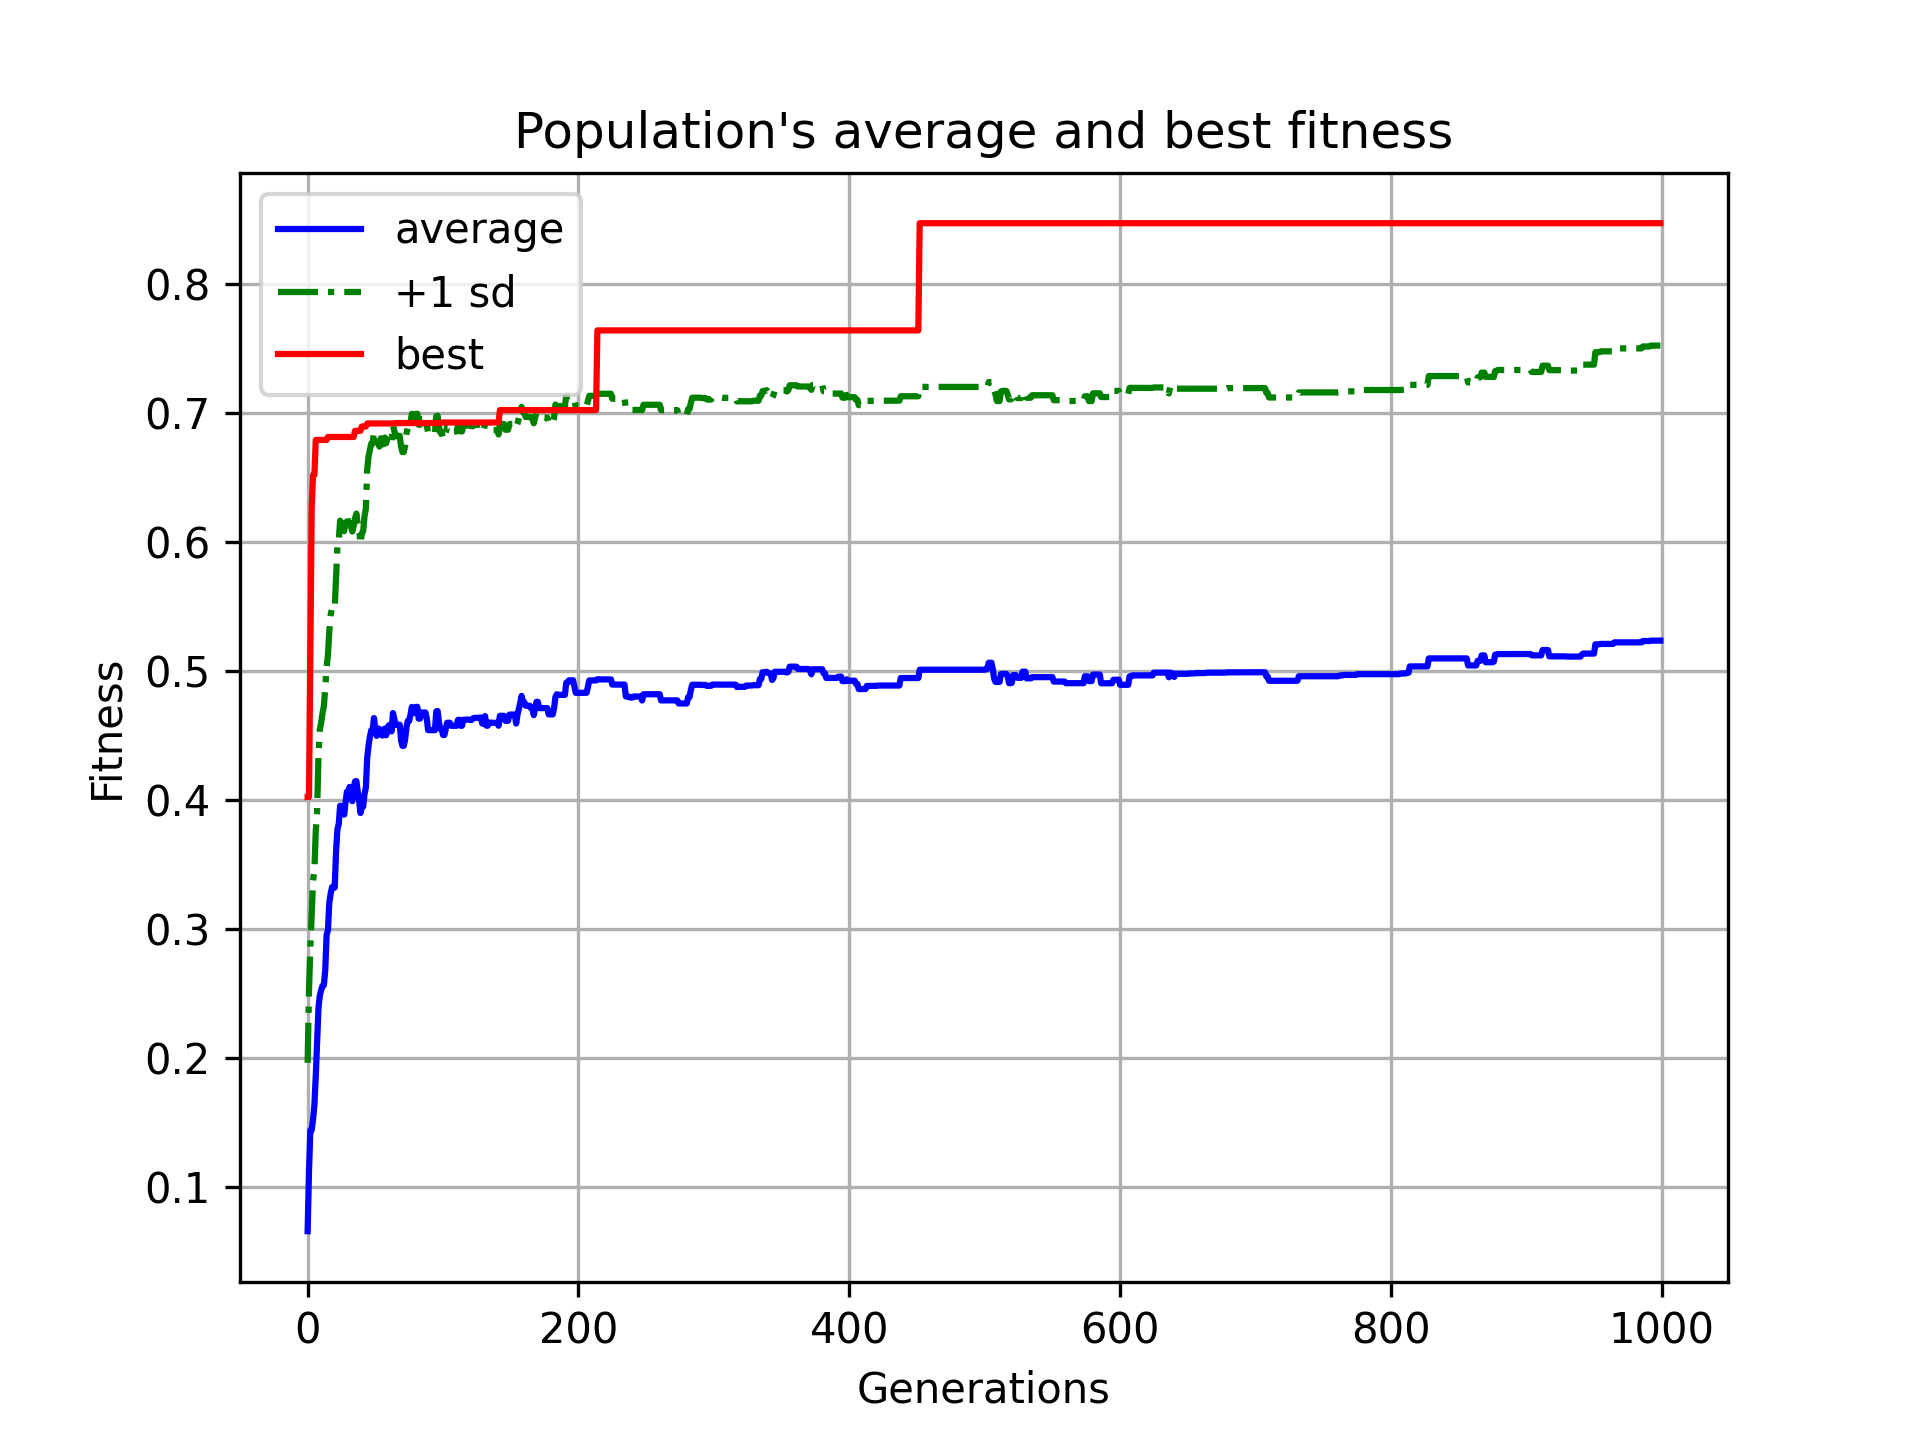 Population's average and best fitness
average
+1 sd
best
0.8
0.7
0.6
0.5
0.4
0.3
0.2
0.1
Fitness
0 200 400 600 800 1000
Generations